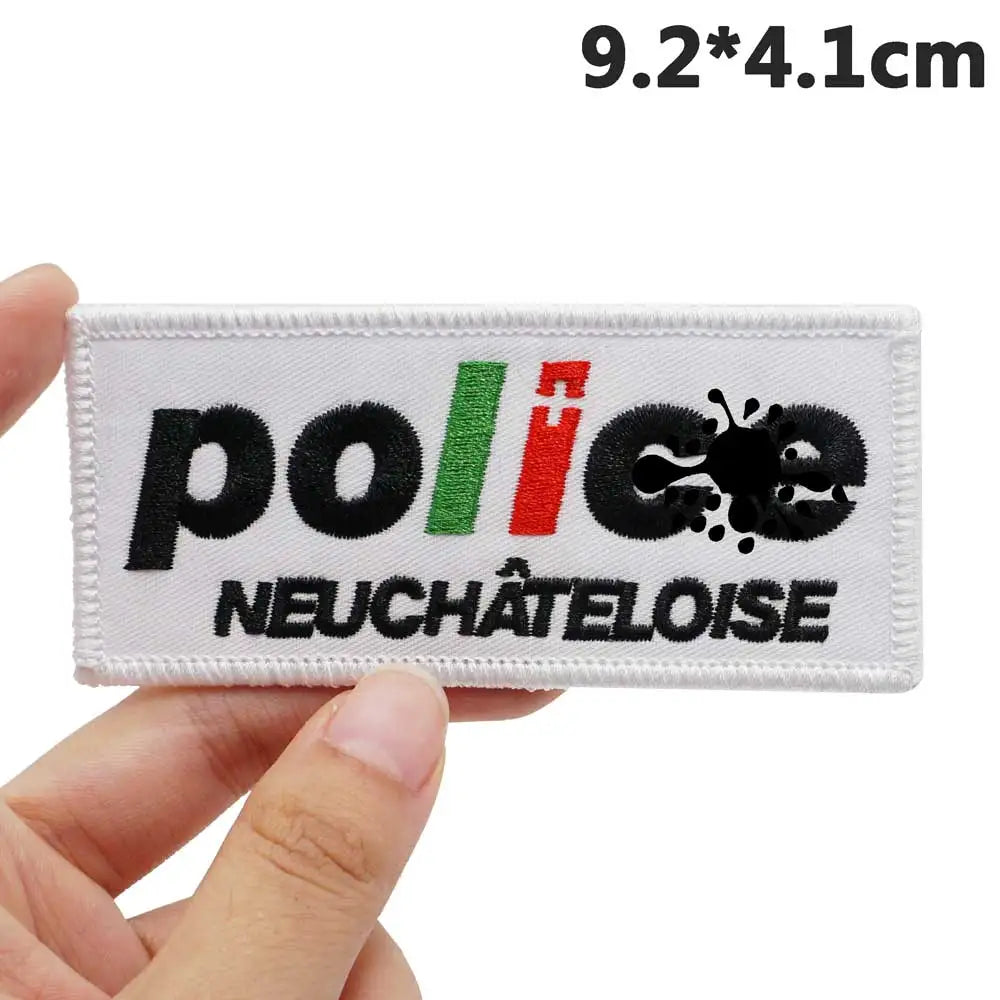 9.2*4.1cm
police
NEUCHÂTELOISE